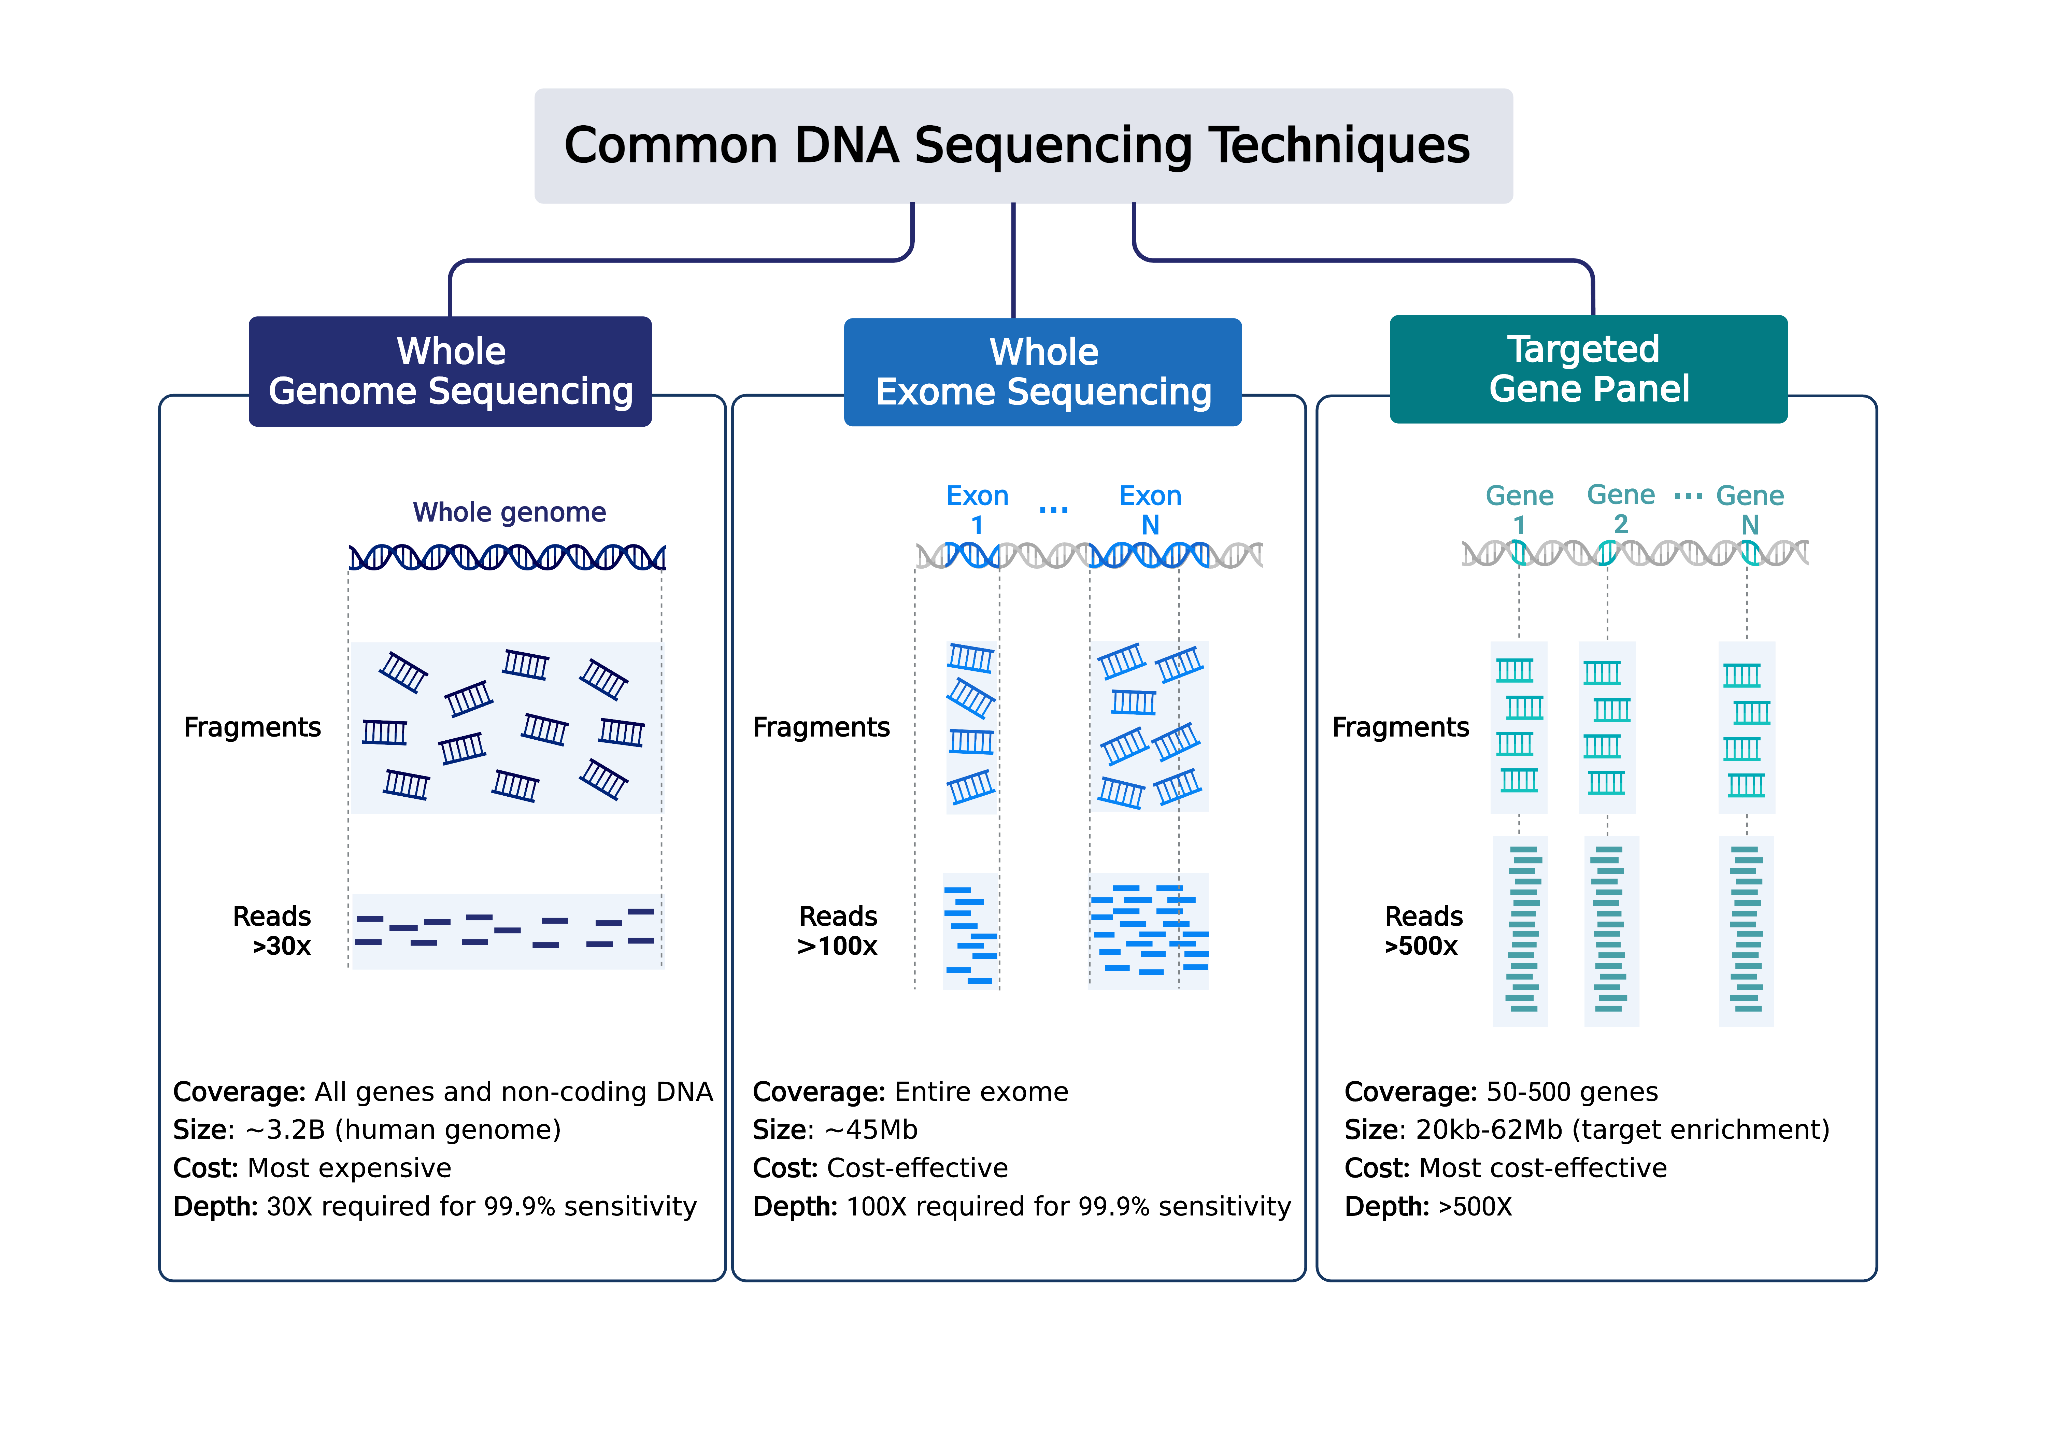 Common DNA Sequencing Techniques
Whole
Genome Sequencing
Whole genome
Fragments
Reads
>30x
Coverage: All genes and non-coding DNA
Size: ~3.2B (human genome)
Cost: Most expensive
Depth: 30X required for 99.9% sensitivity
Whole
Exome Sequencing
Exon ... Exon
1 N
Fragments
Reads
>100x
Coverage: Entire exome
Size: ~45Mb
Cost: Cost-effective
Depth: 100X required for 99.9% sensitivity
Targeted
Gene Panel
Gene Gene ... Gene
1 2 N
Fragments
Reads
>500x
Coverage: 50-500 genes
Size: 20kb-62Mb (target enrichment)
Cost: Most cost-effective
Depth: >500X